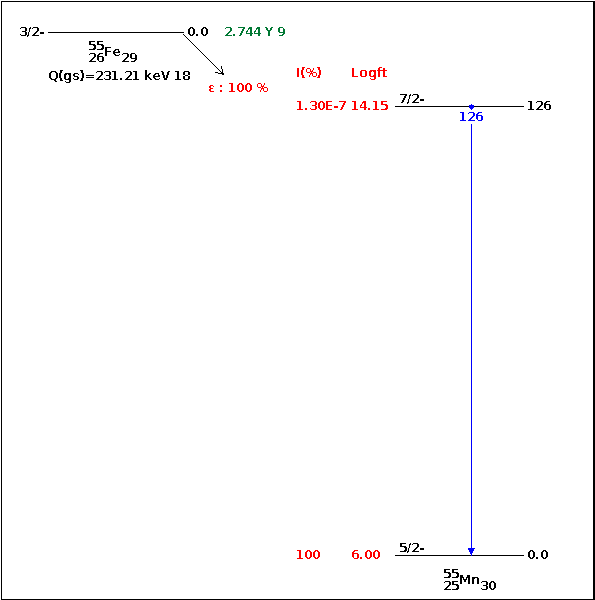 3/2- 0.0 2.744 Y 9
55
26Fe29
Q(gs)=231.21 keV 18
ε : 100 %
I(%) Logft
1.30E-7 14.15 7/2- 126
126
100 6.00 5/2- 0.0
55
25Mn30